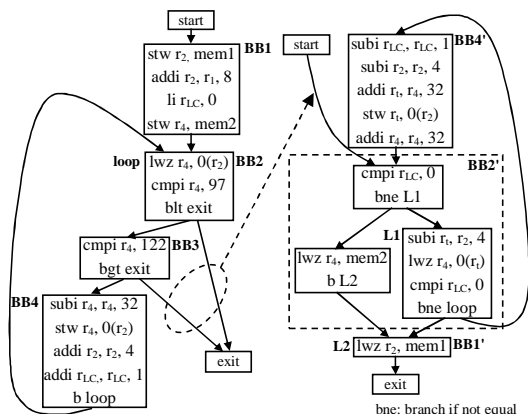 start
BB1
stw r2, mem1
addi r2, r1, 8
li rLC, 0
stw r4, mem2
loop
BB2
lwz r4, 0(r2)
cmpi r4, 97
blt exit
cmpi r4, 122
BB3
bgt exit
BB4
subi r4, r4, 32
stw r4, 0(r2)
addi r2, r2, 4
addi rLC, rLC, 1
b loop
exit
start
BB4'
subi rLC, rLC, 1
subi r2, r2, 4
addi rt, r4, 32
stw rt, 0(r2)
addi r4, r4, 32
BB2'
cmpi rLC, 0
bne L1
L1
lwz r4, mem2
b L2
subi rt, r2, 4
lwz r4, 0(rt)
cmpi rLC, 0
bne loop
L2
lwz r2, mem1
BB1'
exit
bne: branch if not equal